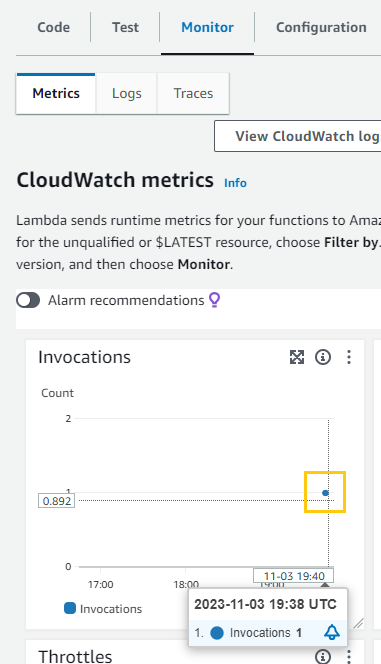 Code Test Monitor Configuration
Metrics Logs Traces
View CloudWatch log
CloudWatch metrics Info
Lambda sends runtime metrics for your functions to Amaz
for the unqualified or $LATEST resource, choose Filter by.
version, and then choose Monitor.
Alarm recommendations
Invocations
Count
2
1
0.892
0
11-03 19:40
17:00 18:00 19:00
Invocations
2023-11-03 19:38 UTC
1. Invocations 1
Throttles